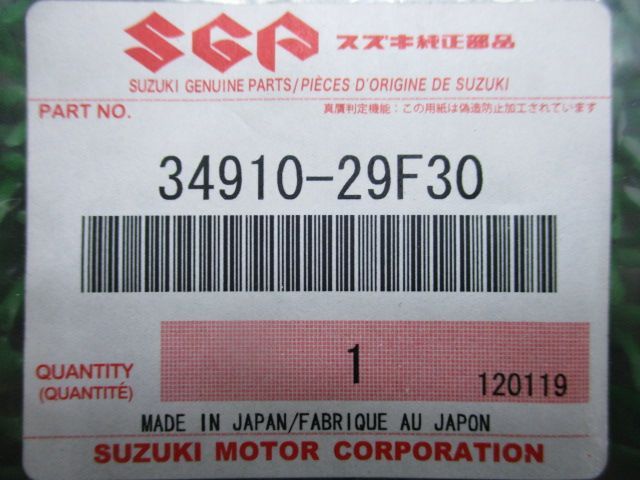 SGP スズキ純正部品
SUZUKI GENUINE PARTS/PIÈCES D'ORIGINE DE SUZUKI
PART NO. 真贋判定機能：この用紙は偽造防止加工されています
34910-29F30
QUANTITY 1 120119
(QUANTITÉ)
MADE IN JAPAN/FABRIQUE AU JAPON
SUZUKI MOTOR CORPORATION